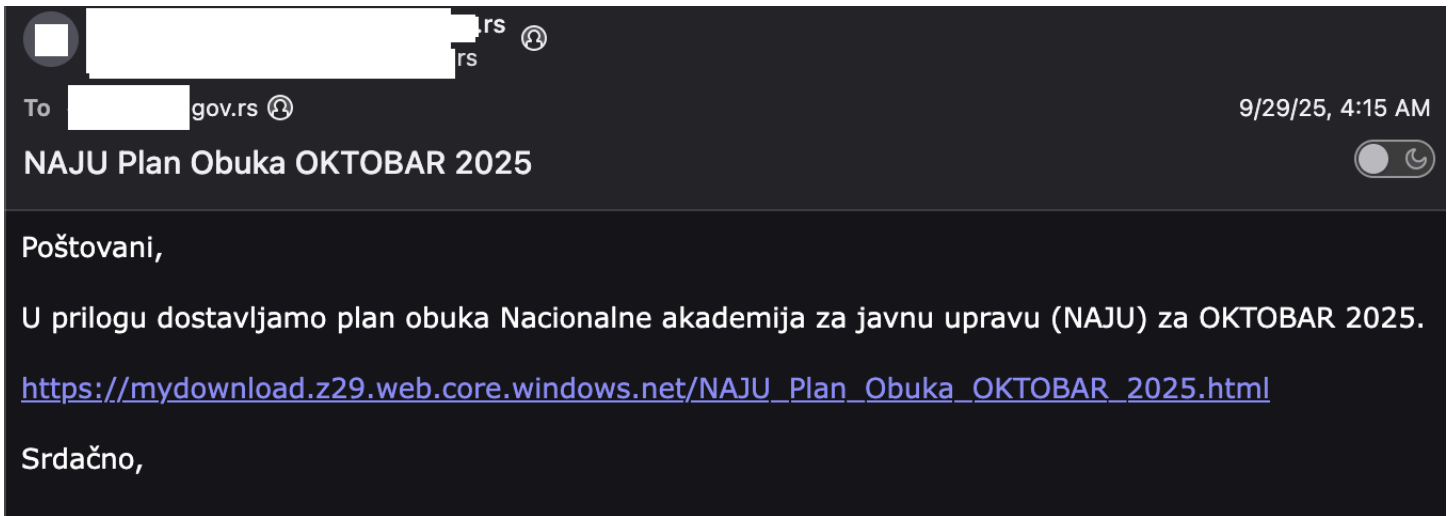 .rs
rs
To gov.rs 9/29/25, 4:15 AM
NAJU Plan Obuka OKTOBAR 2025
Poštovani,
U prilogu dostavljamo plan obuka Nacionalne akademija za javnu upravu (NAJU) za OKTOBAR 2025.
https://mydownload.z29.web.core.windows.net/NAJU_Plan_Obuka_OKTOBAR_2025.html
Srdačno,